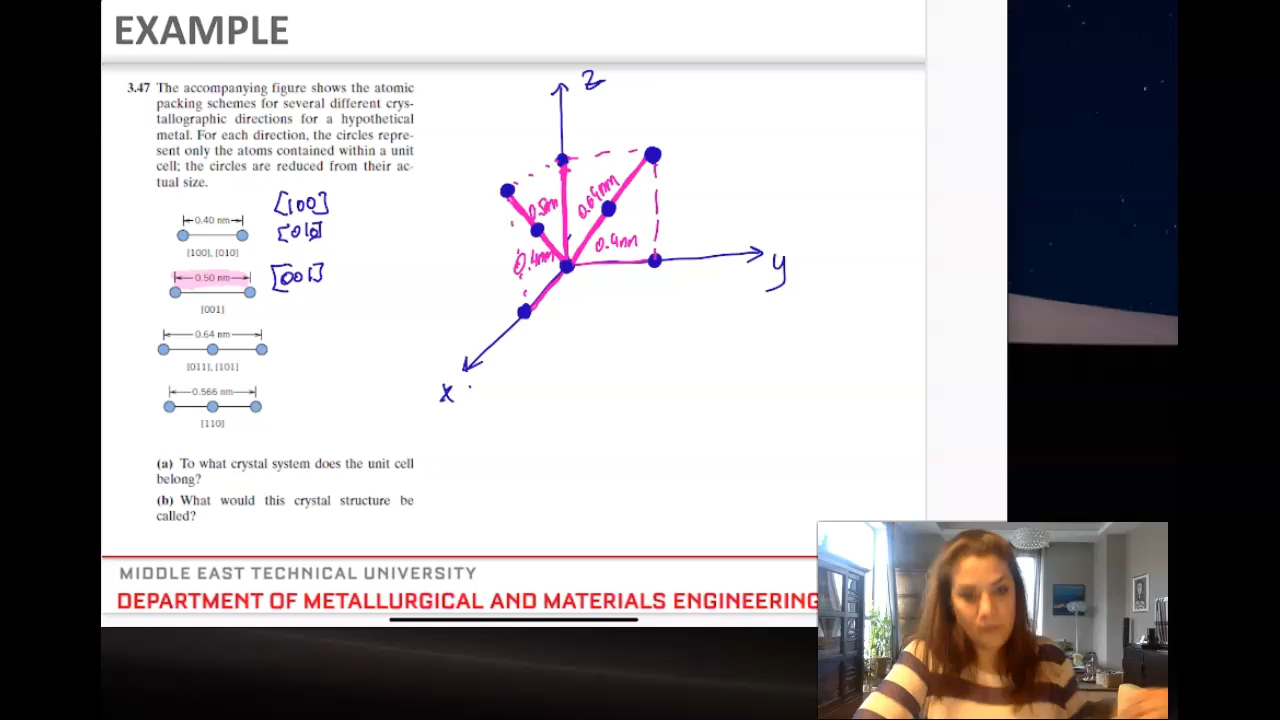 EXAMPLE
3.47 The accompanying figure shows the atomic
packing schemes for several different crys-
tallographic directions for a hypothetical
metal. For each direction, the circles repre-
sent only the atoms contained within a unit
cell; the circles are reduced from their ac-
tual size.
[100]
0.40 nm
[010]
[100], [010]
0.50 nm
[001]
[001]
0.64 nm
[011], [101]
0.566 nm
[110]
(a) To what crystal system does the unit cell
belong?
(b) What would this crystal structure be
called?
z
0.64nm
0.4nm
0.4nm
y
x
MIDDLE EAST TECHNICAL UNIVERSITY
DEPARTMENT OF METALLURGICAL AND MATERIALS ENGINEERING